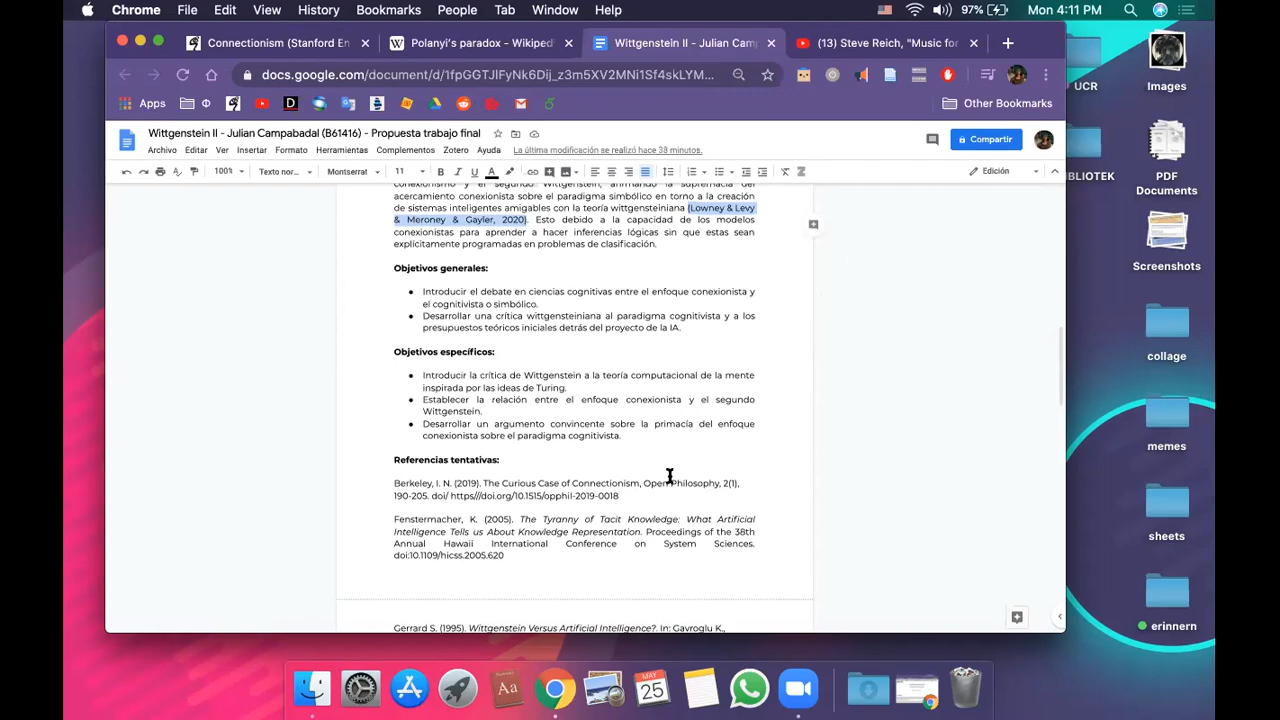 Chrome File Edit View History Bookmarks People Tab Window Help 97% Mon 4:11 PM
Connectionism (Stanford En
Polanyi's paradox - Wikiped
Wittgenstein II - Julian Cam
(13) Steve Reich, "Music for
docs.google.com/document/d/1fpGGTJlFyNk6Dij_z3m5XV2MNi1Sf4skLYM...
Apps Φ Other Bookmarks
Wittgenstein II - Julian Campabadal (B61416) - Propuesta trabajo final
Archivo Editar Ver Insertar Formato Herramientas Complementos Zotero Ayuda La última modificación se realizó hace 38 minutos.
Compartir
100% Texto nor... Montserrat 11 B I U A Edición
conexionismo y el segundo Wittgenstein, afirmando la supremacía del
acercamiento conexionista sobre el paradigma simbólico en torno a la creación
de sistemas inteligentes amigables con la teoría wittgensteiniana (Lowney & Levy
& Meroney & Gayler, 2020). Esto debido a la capacidad de los modelos
conexionistas para aprender a hacer inferencias lógicas sin que estas sean
explícitamente programadas en problemas de clasificación.
Objetivos generales:
● Introducir el debate en ciencias cognitivas entre el enfoque conexionista y
el cognitivista o simbólico.
● Desarrollar una crítica wittgensteiniana al paradigma cognitivista y a los
presupuestos teóricos iniciales detrás del proyecto de la IA.
Objetivos específicos:
● Introducir la crítica de Wittgenstein a la teoría computacional de la mente
inspirada por las ideas de Turing.
● Establecer la relación entre el enfoque conexionista y el segundo
Wittgenstein.
● Desarrollar un argumento convincente sobre la primacía del enfoque
conexionista sobre el paradigma cognitivista.
Referencias tentativas:
Berkeley, I. N. (2019). The Curious Case of Connectionism, Open Philosophy, 2(1),
190-205. doi/ https///doi.org/10.1515/opphil-2019-0018
Fenstermacher, K. (2005). The Tyranny of Tacit Knowledge: What Artificial
Intelligence Tells us About Knowledge Representation. Proceedings of the 38th
Annual Hawaii International Conference on System Sciences.
doi:10.1109/hicss.2005.620
Gerrard S. (1995). Wittgenstein Versus Artificial Intelligence?. In: Gavroglu K.,
UCR
Images
BIBLIOTEK
PDF
Documents
Screenshots
collage
memes
sheets
erinnern
Aa
MAY
25